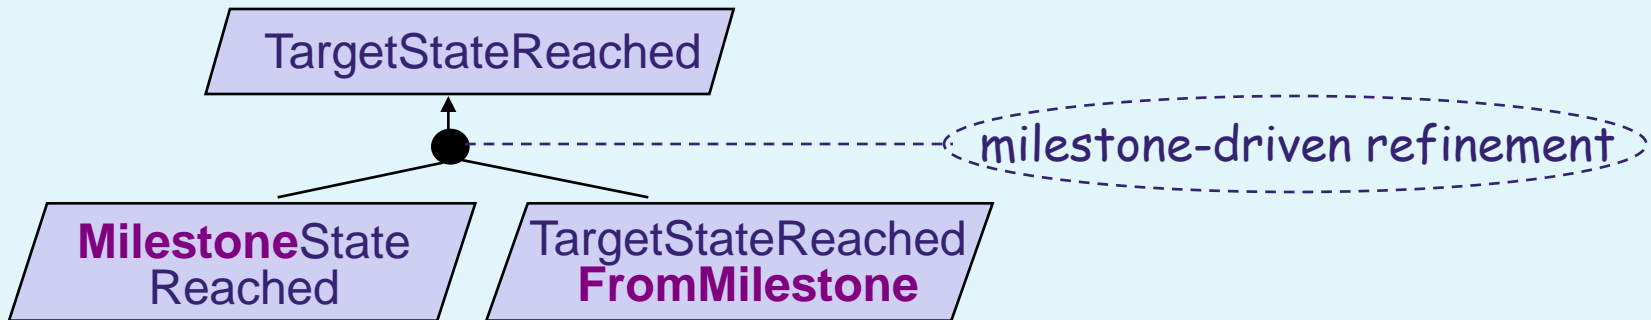 TargetStateReached
milestone-driven refinement
MilestoneState
Reached
TargetStateReached
FromMilestone